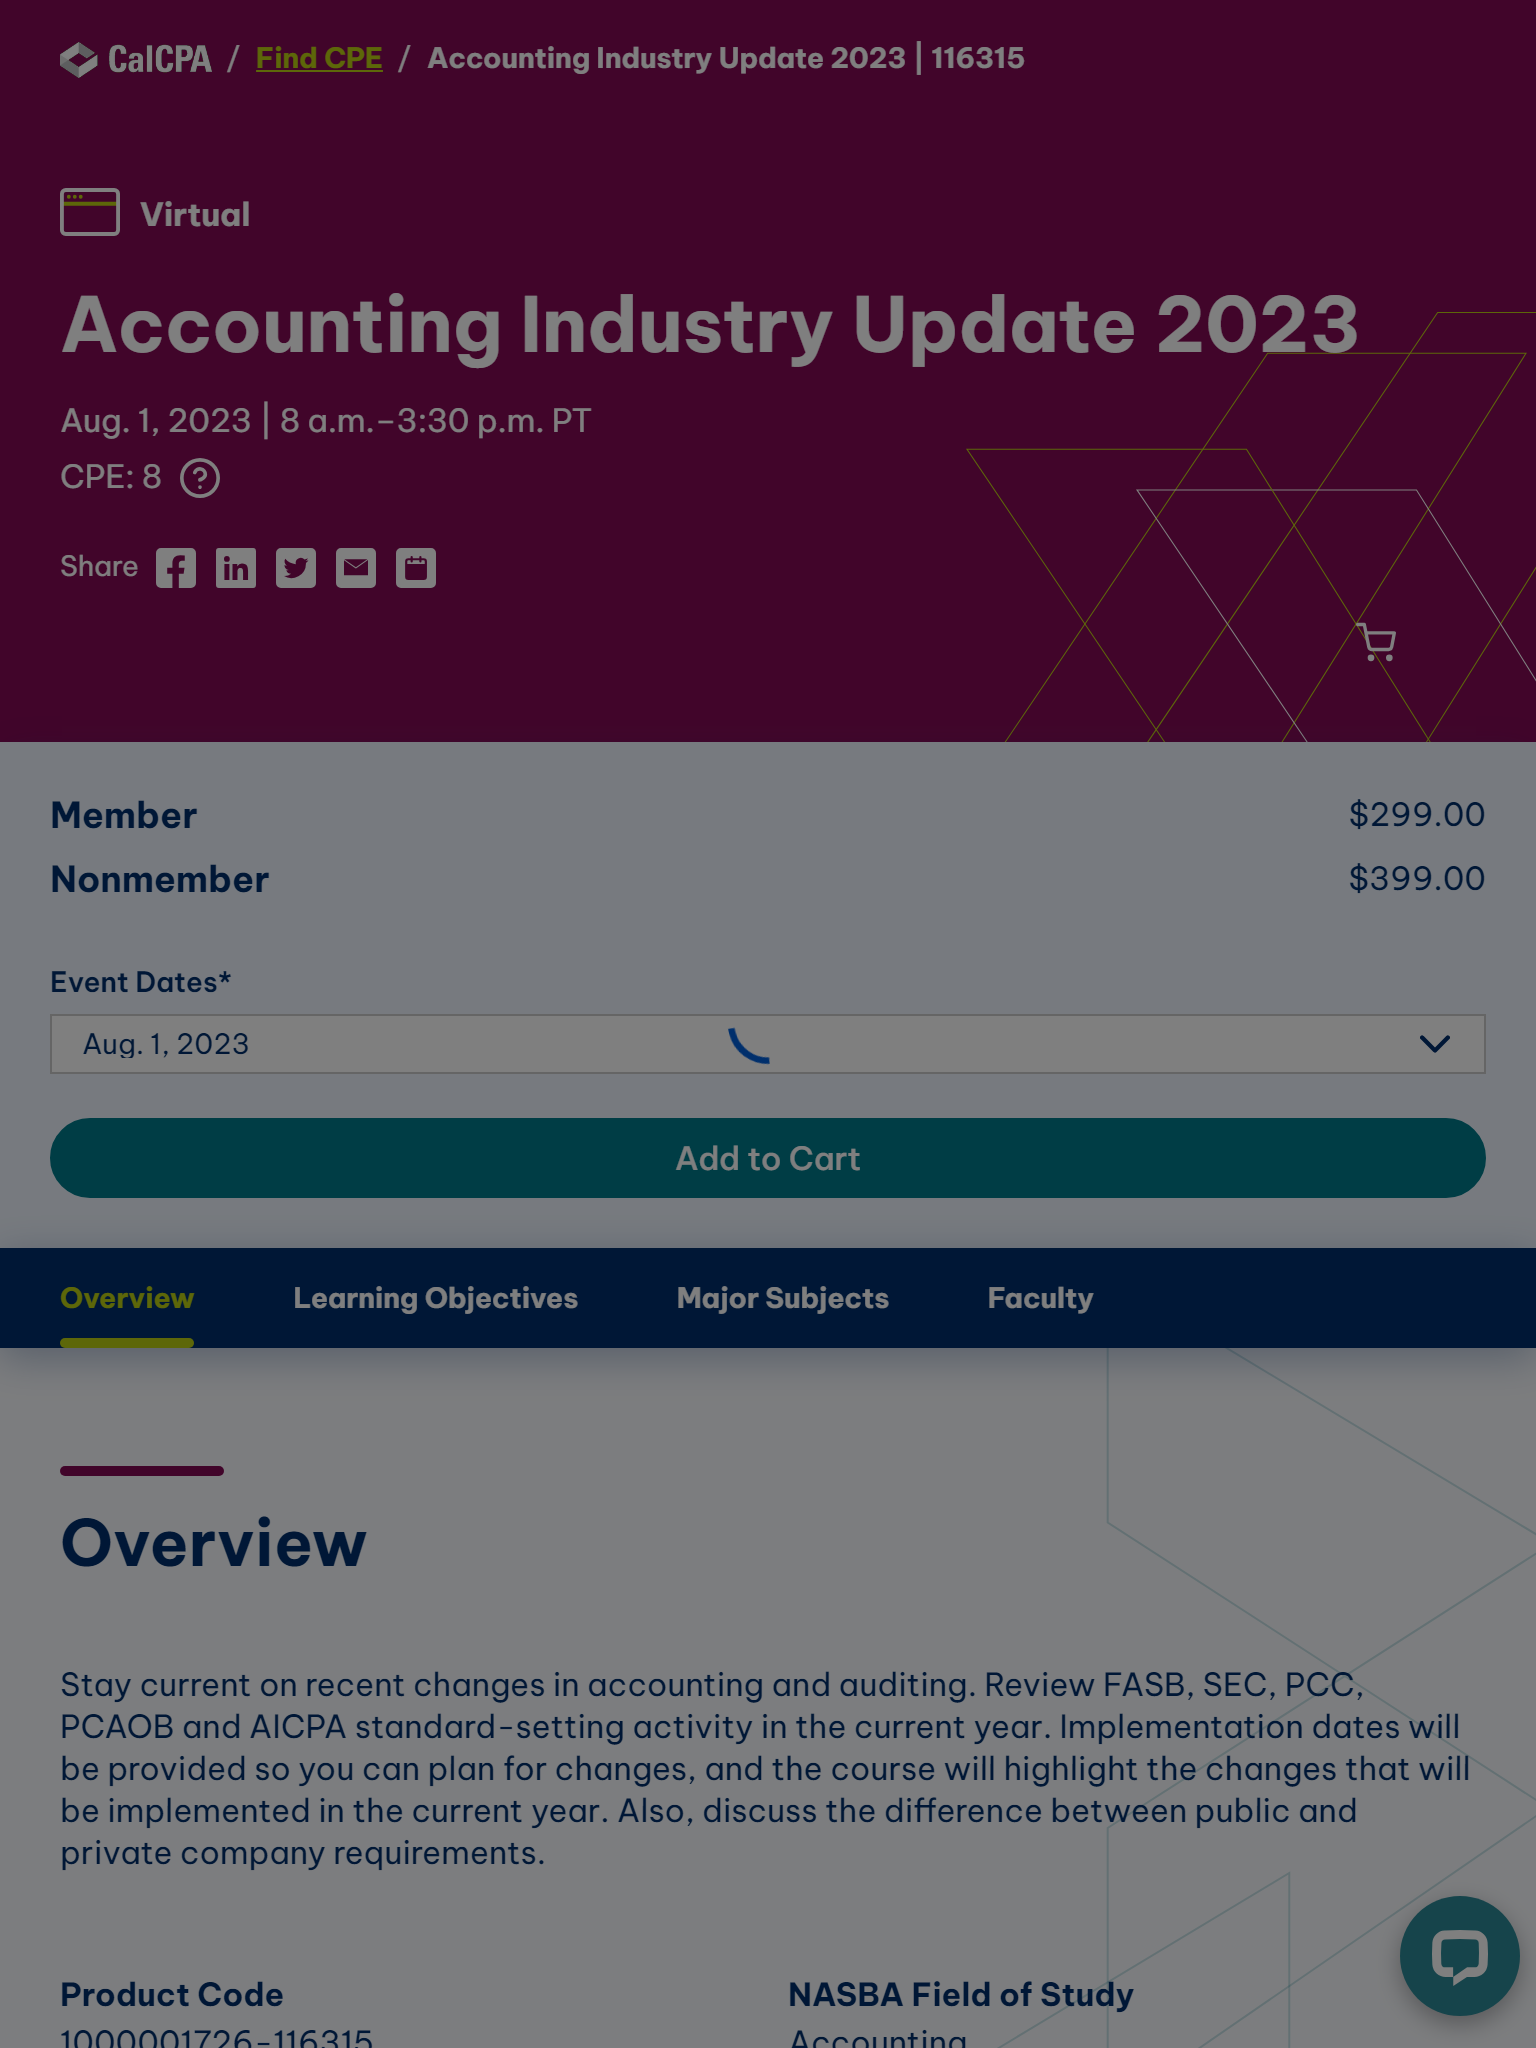 CalCPA / Find CPE / Accounting Industry Update 2023 | 116315
Virtual
Accounting Industry Update 2023
Aug. 1, 2023 | 8 a.m.–3:30 p.m. PT
CPE: 8 ?
Share
Member $299.00
Nonmember $399.00
Event Dates*
Aug. 1, 2023
Add to Cart
Overview Learning Objectives Major Subjects Faculty
Overview
Stay current on recent changes in accounting and auditing. Review FASB, SEC, PCC,
PCAOB and AICPA standard-setting activity in the current year. Implementation dates will
be provided so you can plan for changes, and the course will highlight the changes that will
be implemented in the current year. Also, discuss the difference between public and
private company requirements.
Product Code NASBA Field of Study
1000001726-116315 Accounting